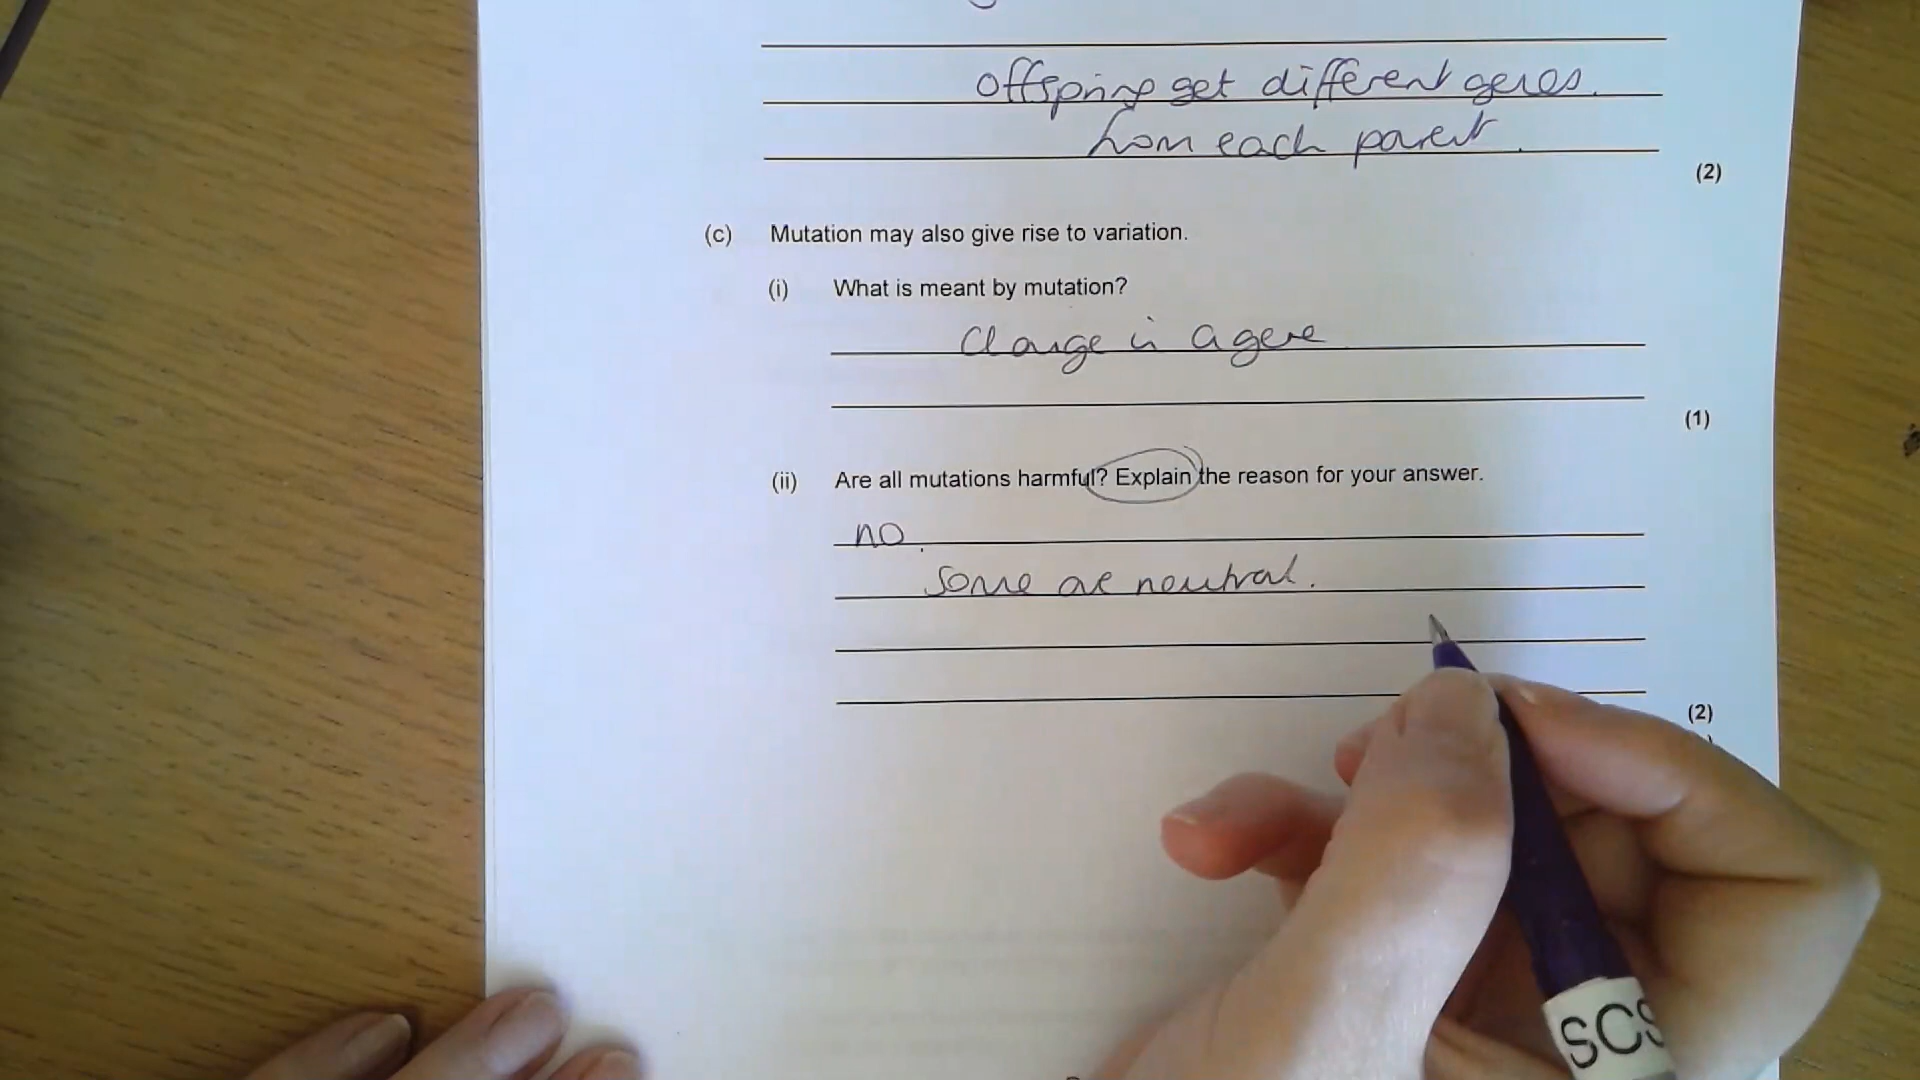 Offspring get different genes.
from each parent.
(2)
(c) Mutation may also give rise to variation.
(i) What is meant by mutation?
Change in a gene
(1)
(ii) Are all mutations harmful? Explain the reason for your answer.
no.
Some are neutral.
(2)
SCS